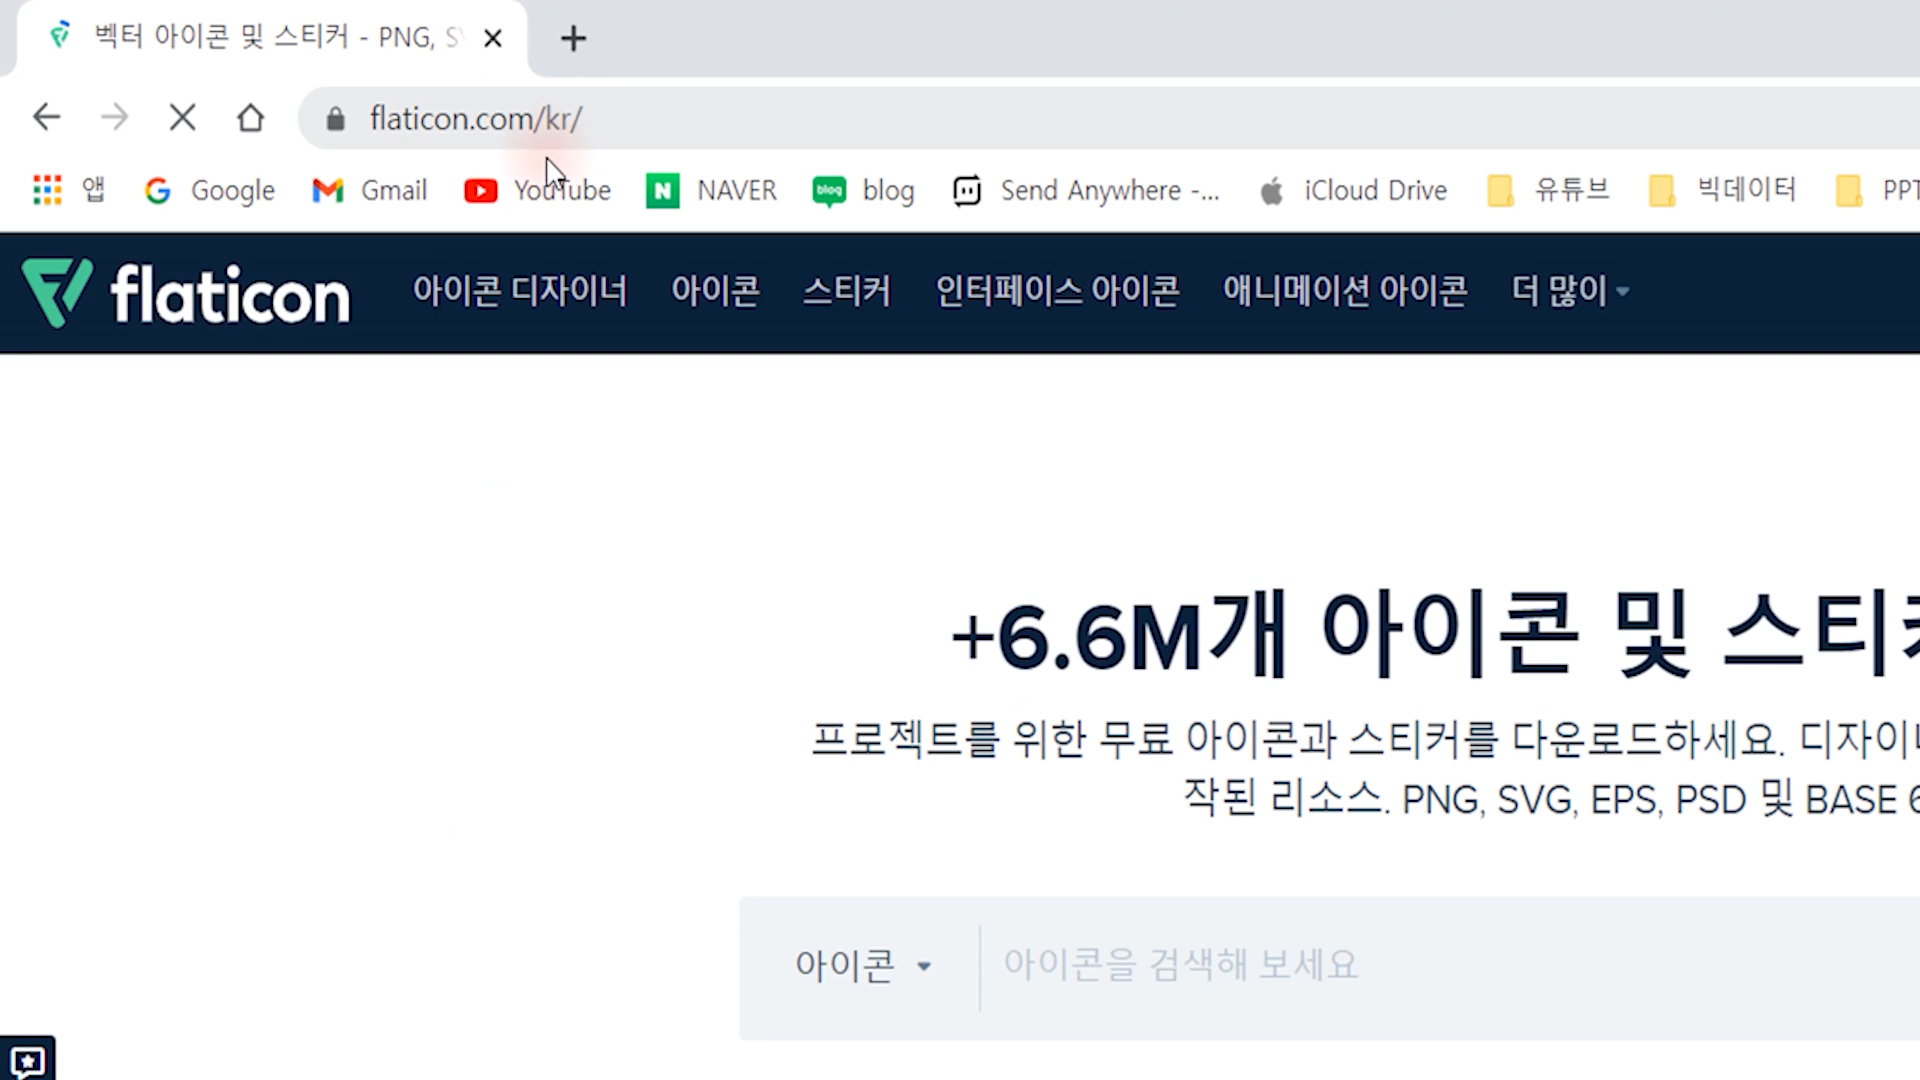 벡터 아이콘 및 스티커 - PNG, S
flaticon.com/kr/
앱 Google Gmail YouTube NAVER blog Send Anywhere -... iCloud Drive 유튜브 빅데이터 PPT
flaticon 아이콘 디자이너 아이콘 스티커 인터페이스 아이콘 애니메이션 아이콘 더 많이
+6.6M개 아이콘 및 스티커
프로젝트를 위한 무료 아이콘과 스티커를 다운로드하세요. 디자이
작된 리소스. PNG, SVG, EPS, PSD 및 BASE 6
아이콘 아이콘을 검색해 보세요